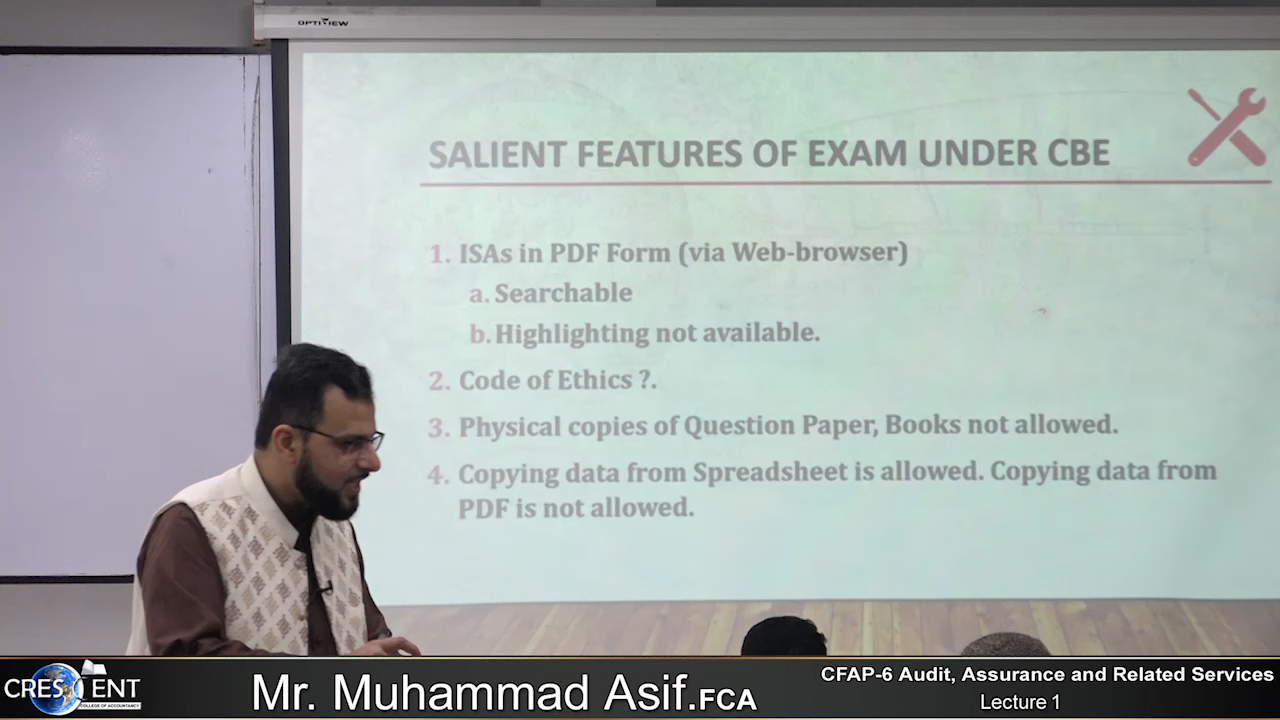 OPTIVIEW
SALIENT FEATURES OF EXAM UNDER CBE
1. ISAs in PDF Form (via Web-browser)
a. Searchable
b. Highlighting not available.
2. Code of Ethics ?.
3. Physical copies of Question Paper, Books not allowed.
4. Copying data from Spreadsheet is allowed. Copying data from
PDF is not allowed.
CRESCENT
COLLEGE OF ACCOUNTANCY
Mr. Muhammad Asif.FCA
CFAP-6 Audit, Assurance and Related Services
Lecture 1